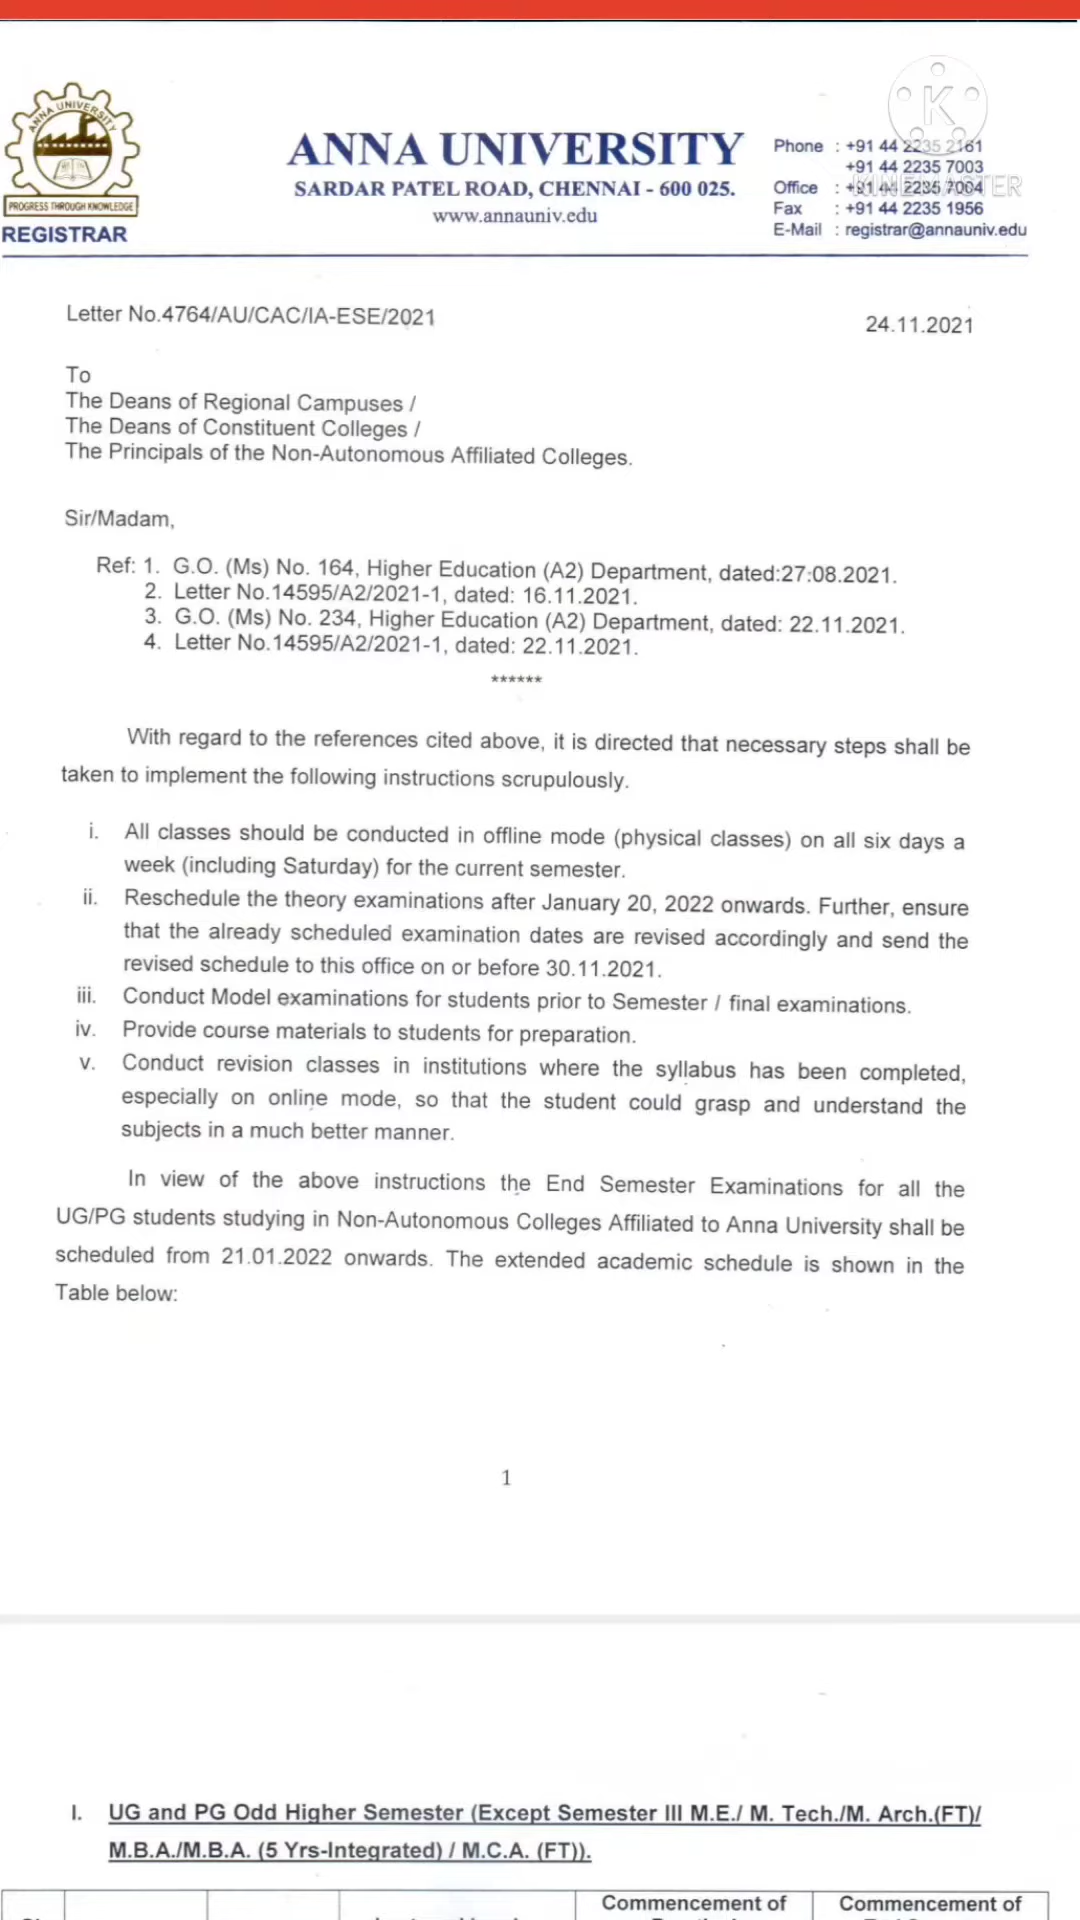 ANNA UNIVERSITY
PROGRESS THROUGH KNOWLEDGE
REGISTRAR
ANNA UNIVERSITY
SARDAR PATEL ROAD, CHENNAI - 600 025.
www.annauniv.edu
K
KINEMASTER
Phone : +91 44 2235 2161
+91 44 2235 7003
Office : +91 44 2235 7004
Fax : +91 44 2235 1956
E-Mail : registrar@annauniv.edu
Letter No.4764/AU/CAC/IA-ESE/2021
24.11.2021
To
The Deans of Regional Campuses /
The Deans of Constituent Colleges /
The Principals of the Non-Autonomous Affiliated Colleges.
Sir/Madam,
Ref: 1. G.O. (Ms) No. 164, Higher Education (A2) Department, dated:27:08.2021.
2. Letter No.14595/A2/2021-1, dated: 16.11.2021.
3. G.O. (Ms) No. 234, Higher Education (A2) Department, dated: 22.11.2021.
4. Letter No.14595/A2/2021-1, dated: 22.11.2021.
******
With regard to the references cited above, it is directed that necessary steps shall be
taken to implement the following instructions scrupulously.
i. All classes should be conducted in offline mode (physical classes) on all six days a
week (including Saturday) for the current semester.
ii. Reschedule the theory examinations after January 20, 2022 onwards. Further, ensure
that the already scheduled examination dates are revised accordingly and send the
revised schedule to this office on or before 30.11.2021.
iii. Conduct Model examinations for students prior to Semester / final examinations.
iv. Provide course materials to students for preparation.
v. Conduct revision classes in institutions where the syllabus has been completed,
especially on online mode, so that the student could grasp and understand the
subjects in a much better manner.
In view of the above instructions the End Semester Examinations for all the
UG/PG students studying in Non-Autonomous Colleges Affiliated to Anna University shall be
scheduled from 21.01.2022 onwards. The extended academic schedule is shown in the
Table below:
1
I. UG and PG Odd Higher Semester (Except Semester III M.E./ M. Tech./M. Arch.(FT)/
M.B.A./M.B.A. (5 Yrs-Integrated) / M.C.A. (FT)).
Commencement of
Commencement of